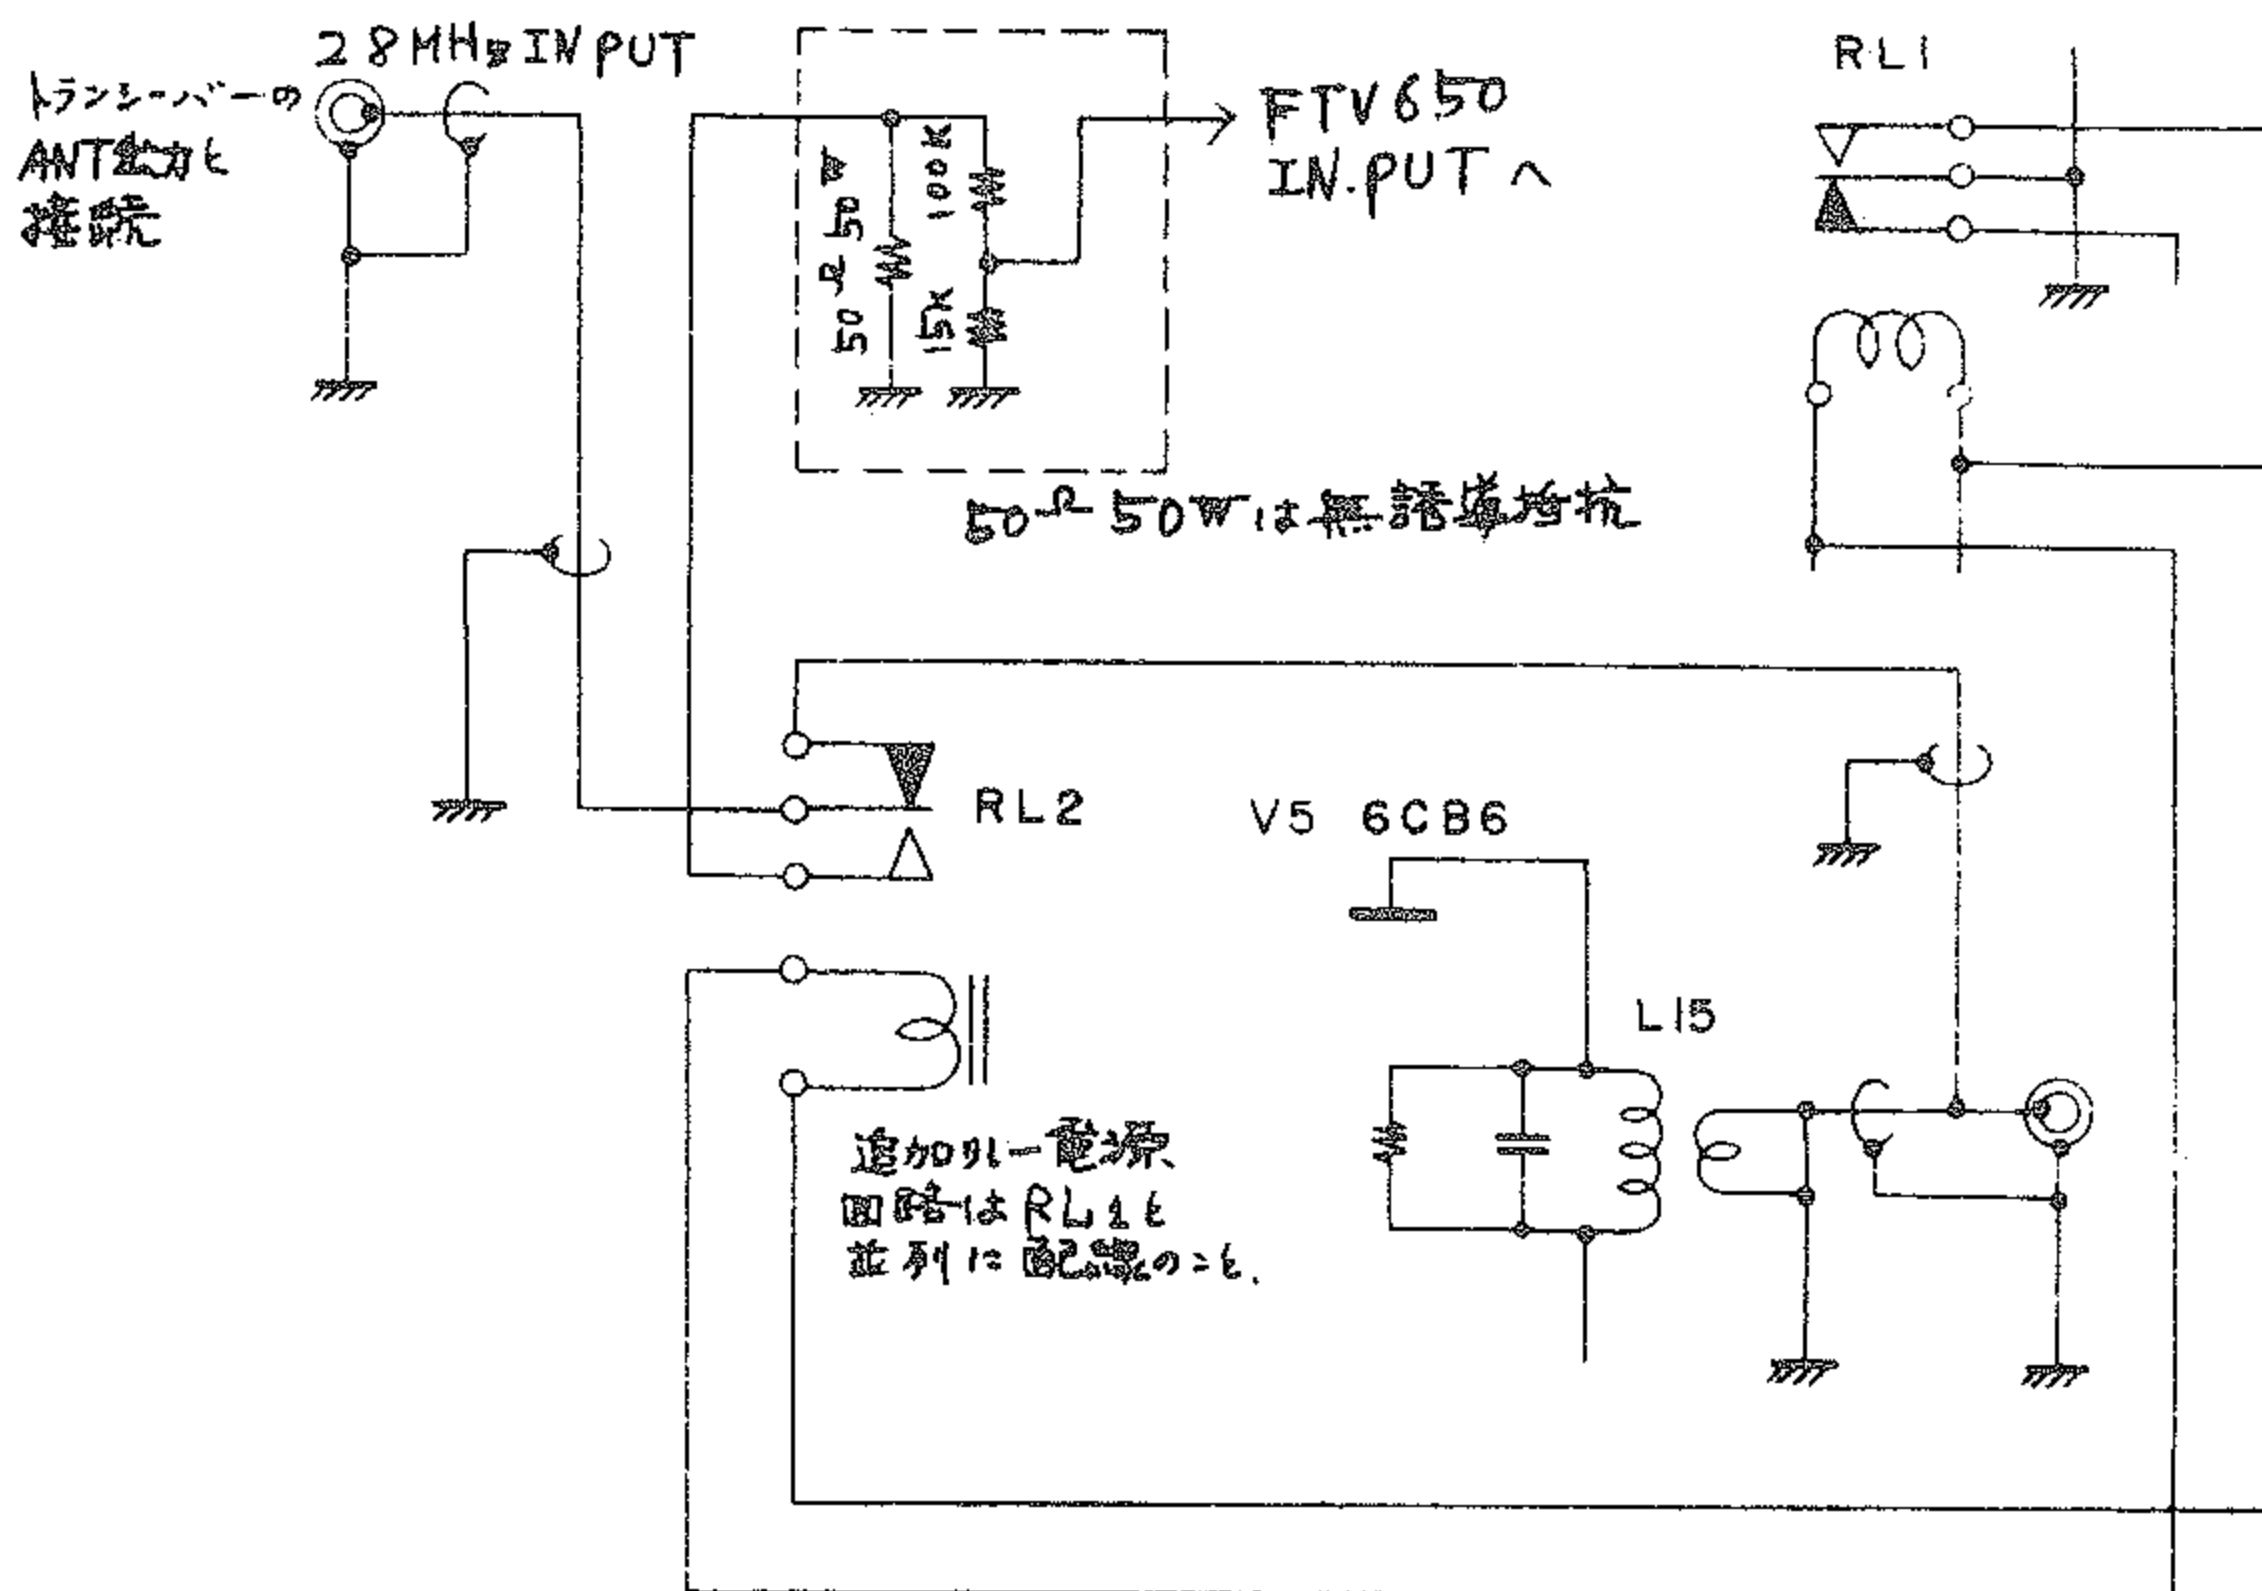 28MHz INPUT
トランシーバーの
ANT出力と
接続
50Ω 50W
100K
15K
FTV650
IN.PUT へ
RL1
50Ω 50Wは無誘導抵抗
RL2
V5 6CB6
L15
追加リレー電源
回路はRL1と
並列に配線のこと.